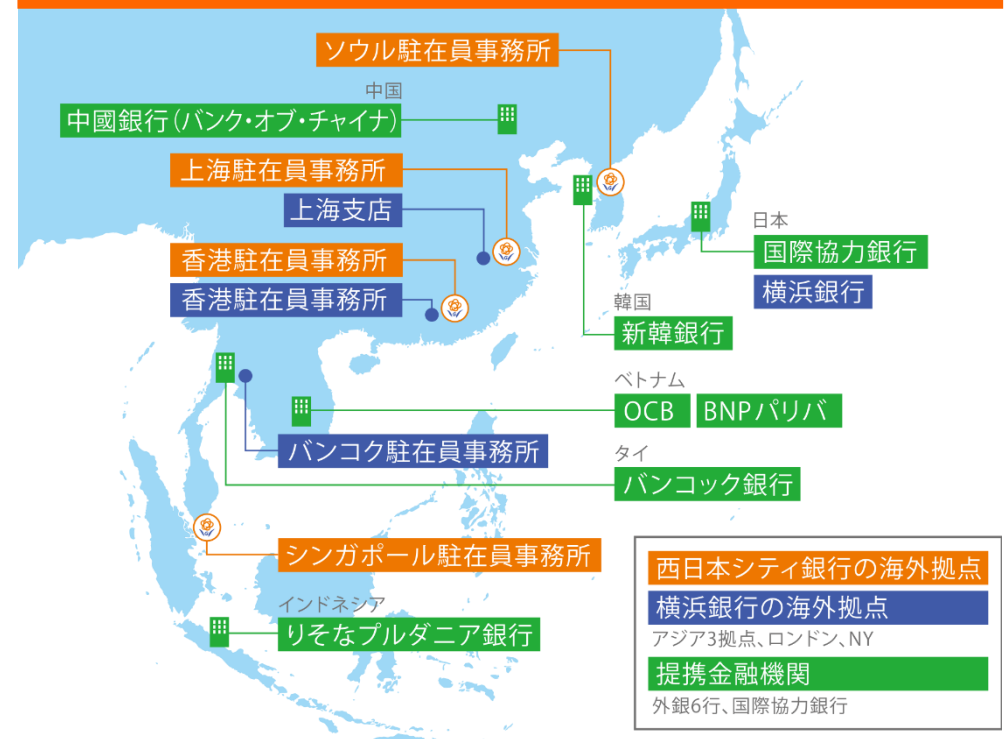 ソウル駐在員事務所
中国
中國銀行(バンク・オブ・チャイナ)
上海駐在員事務所
上海支店
香港駐在員事務所
香港駐在員事務所
日本
国際協力銀行
横浜銀行
韓国
新韓銀行
ベトナム
OCB BNPパリバ
バンコク駐在員事務所
タイ
バンコック銀行
シンガポール駐在員事務所
インドネシア
りそなプルダニア銀行
西日本シティ銀行の海外拠点
横浜銀行の海外拠点
アジア3拠点、ロンドン、NY
提携金融機関
外銀6行、国際協力銀行